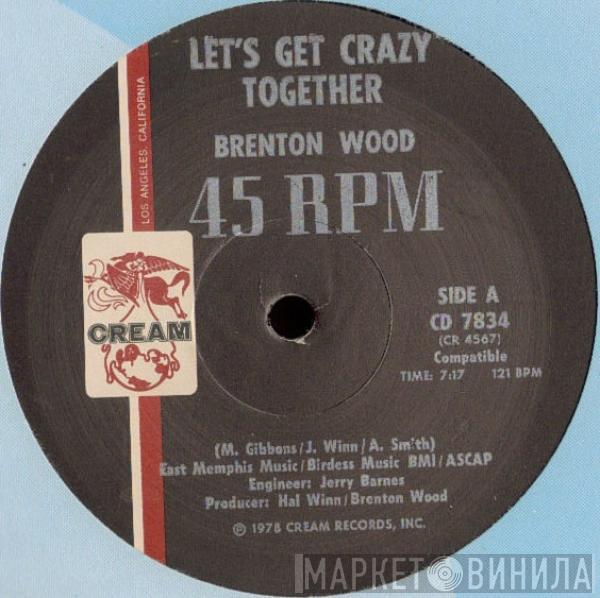 LET'S GET CRAZY
TOGETHER
BRENTON WOOD
45 RPM
LOS ANGELES, CALIFORNIA
CREAM
SIDE A
CD 7834
(CR 4567)
Compatible
TIME: 7:17 121 BPM
(M. Gibbons/J. Winn/A. Smith)
East Memphis Music/Birdess Music BMI/ASCAP
Engineer: Jerry Barnes
Producer: Hal Winn/Brenton Wood
℗ 1978 CREAM RECORDS, INC.
МАРКЕТ ВИНИЛА